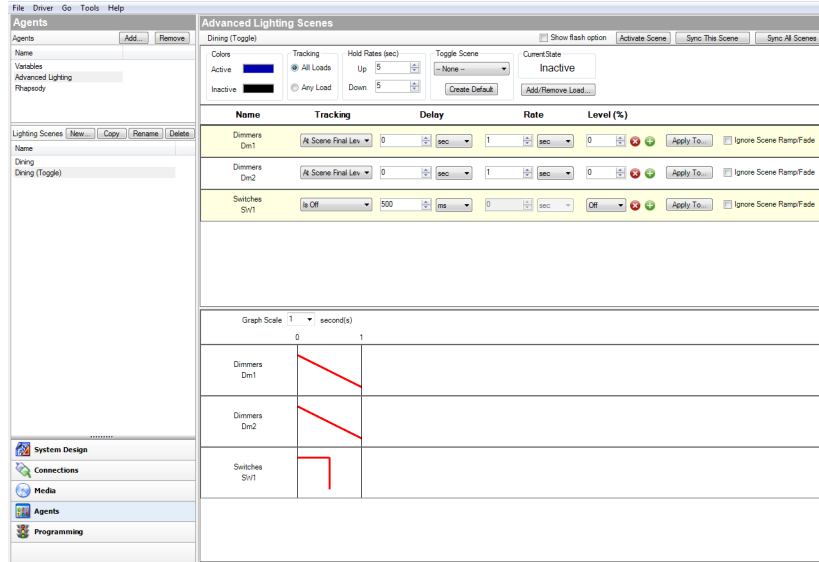 File Driver Go Tools Help
Agents
Agents Add... Remove
Name
Variables
Advanced Lighting
Rhapsody
Lighting Scenes New... Copy Rename Delete
Name
Dining
Dining (Toggle)
System Design
Connections
Media
Agents
Programming
Advanced Lighting Scenes
Dining (Toggle) Show flash option Activate Scene Sync This Scene Sync All Scenes
Colors Tracking Hold Rates (sec) Toggle Scene Current State
Active All Loads Up 5 -- None -- Inactive
Inactive Any Load Down 5 Create Default Add/Remove Load...
Name Tracking Delay Rate Level (%)
Dimmers
Dm1 At Scene Final Lev 0 sec 1 sec 0 Apply To... Ignore Scene Ramp/Fade
Dimmers
Dm2 At Scene Final Lev 0 sec 1 sec 0 Apply To... Ignore Scene Ramp/Fade
Switches
SW1 Is Off 500 ms 0 sec Off Apply To... Ignore Scene Ramp/Fade
Graph Scale 1 second(s)
0 1
Dimmers
Dm1
Dimmers
Dm2
Switches
SW1